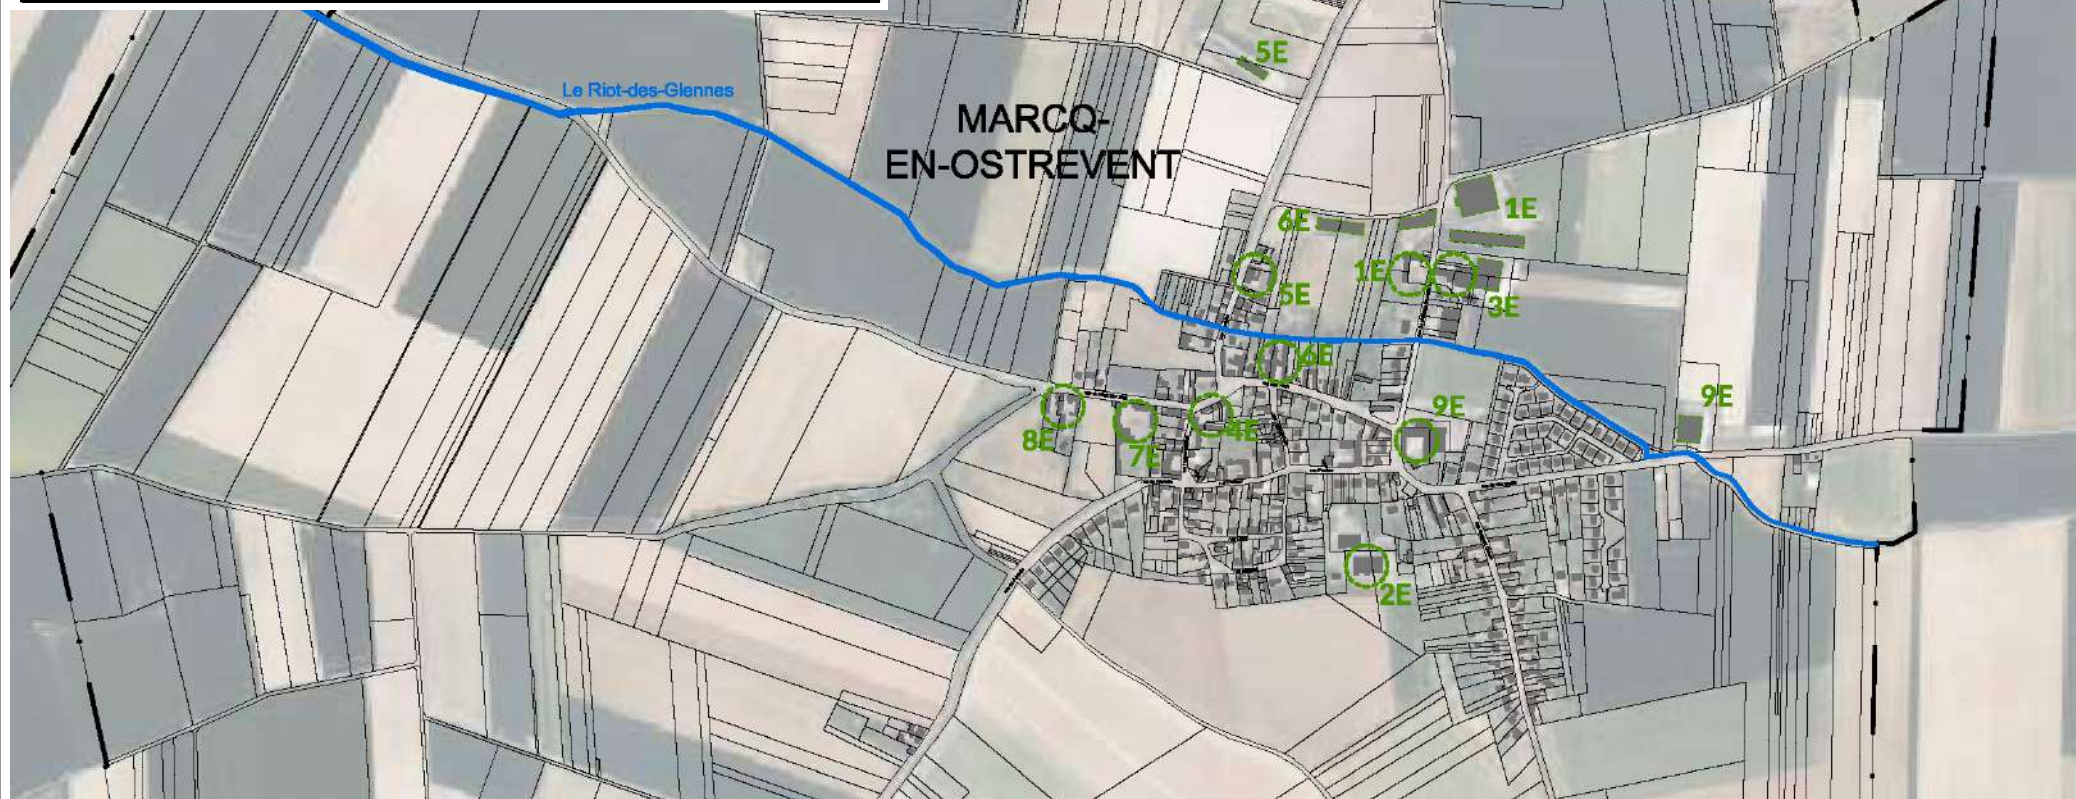 5E
Le Riot-des-Glennes
MARCQ-
EN-OSTREVENT
1E
6E
1E
5E
3E
6E
9E
9E
8E
7E
4E
2E